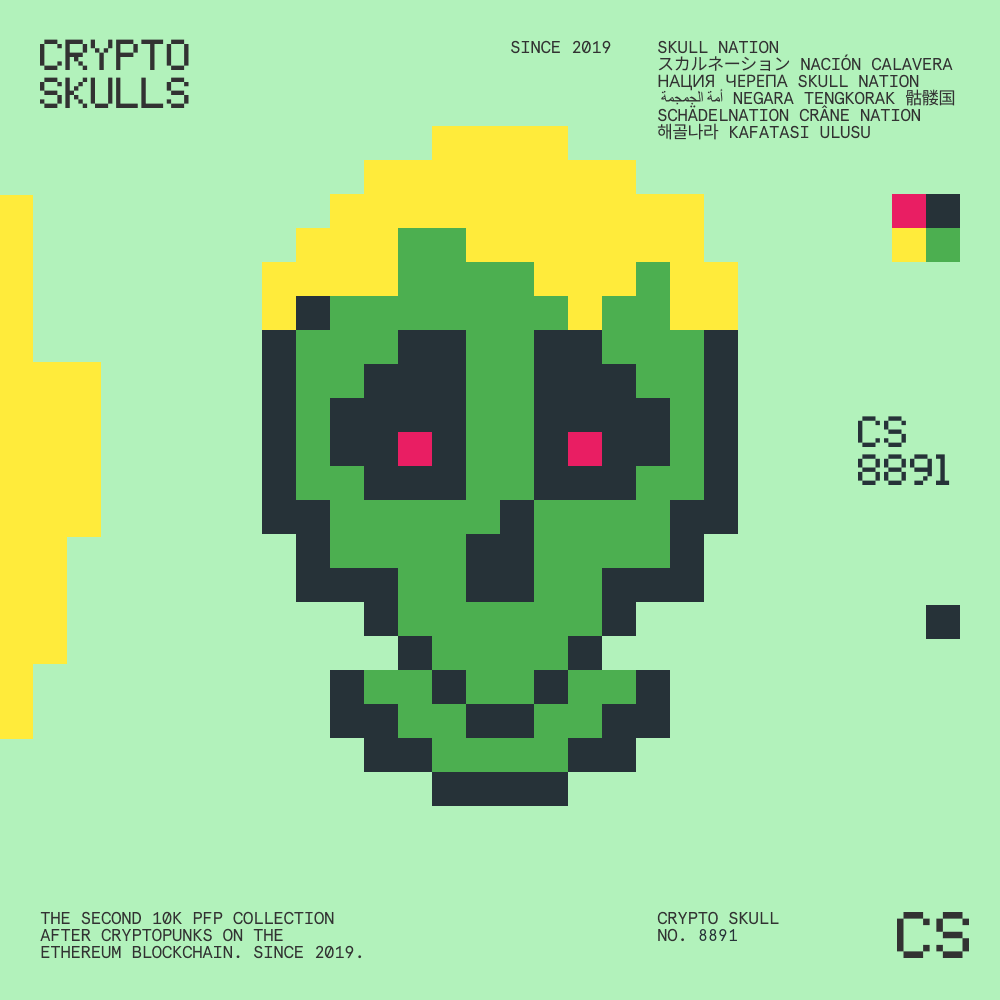 CRYPTO
SKULLS
SINCE 2019
SKULL NATION
スカルネーション NACIÓN CALAVERA
НАЦИЯ ЧЕРЕПА SKULL NATION
أمة الجمجمة NEGARA TENGKORAK 骷髅国
SCHÄDELNATION CRÂNE NATION
해골나라 KAFATASI ULUSU
CS
8891
THE SECOND 10K PFP COLLECTION
AFTER CRYPTOPUNKS ON THE
ETHEREUM BLOCKCHAIN. SINCE 2019.
CRYPTO SKULL
NO. 8891
CS